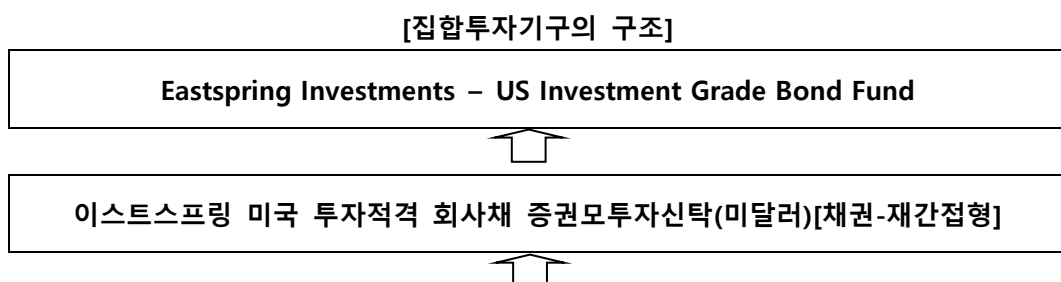 [집합투자기구의 구조]
Eastspring Investments – US Investment Grade Bond Fund
이스트스프링 미국 투자적격 회사채 증권모투자신탁(미달러)[채권-재간접형]